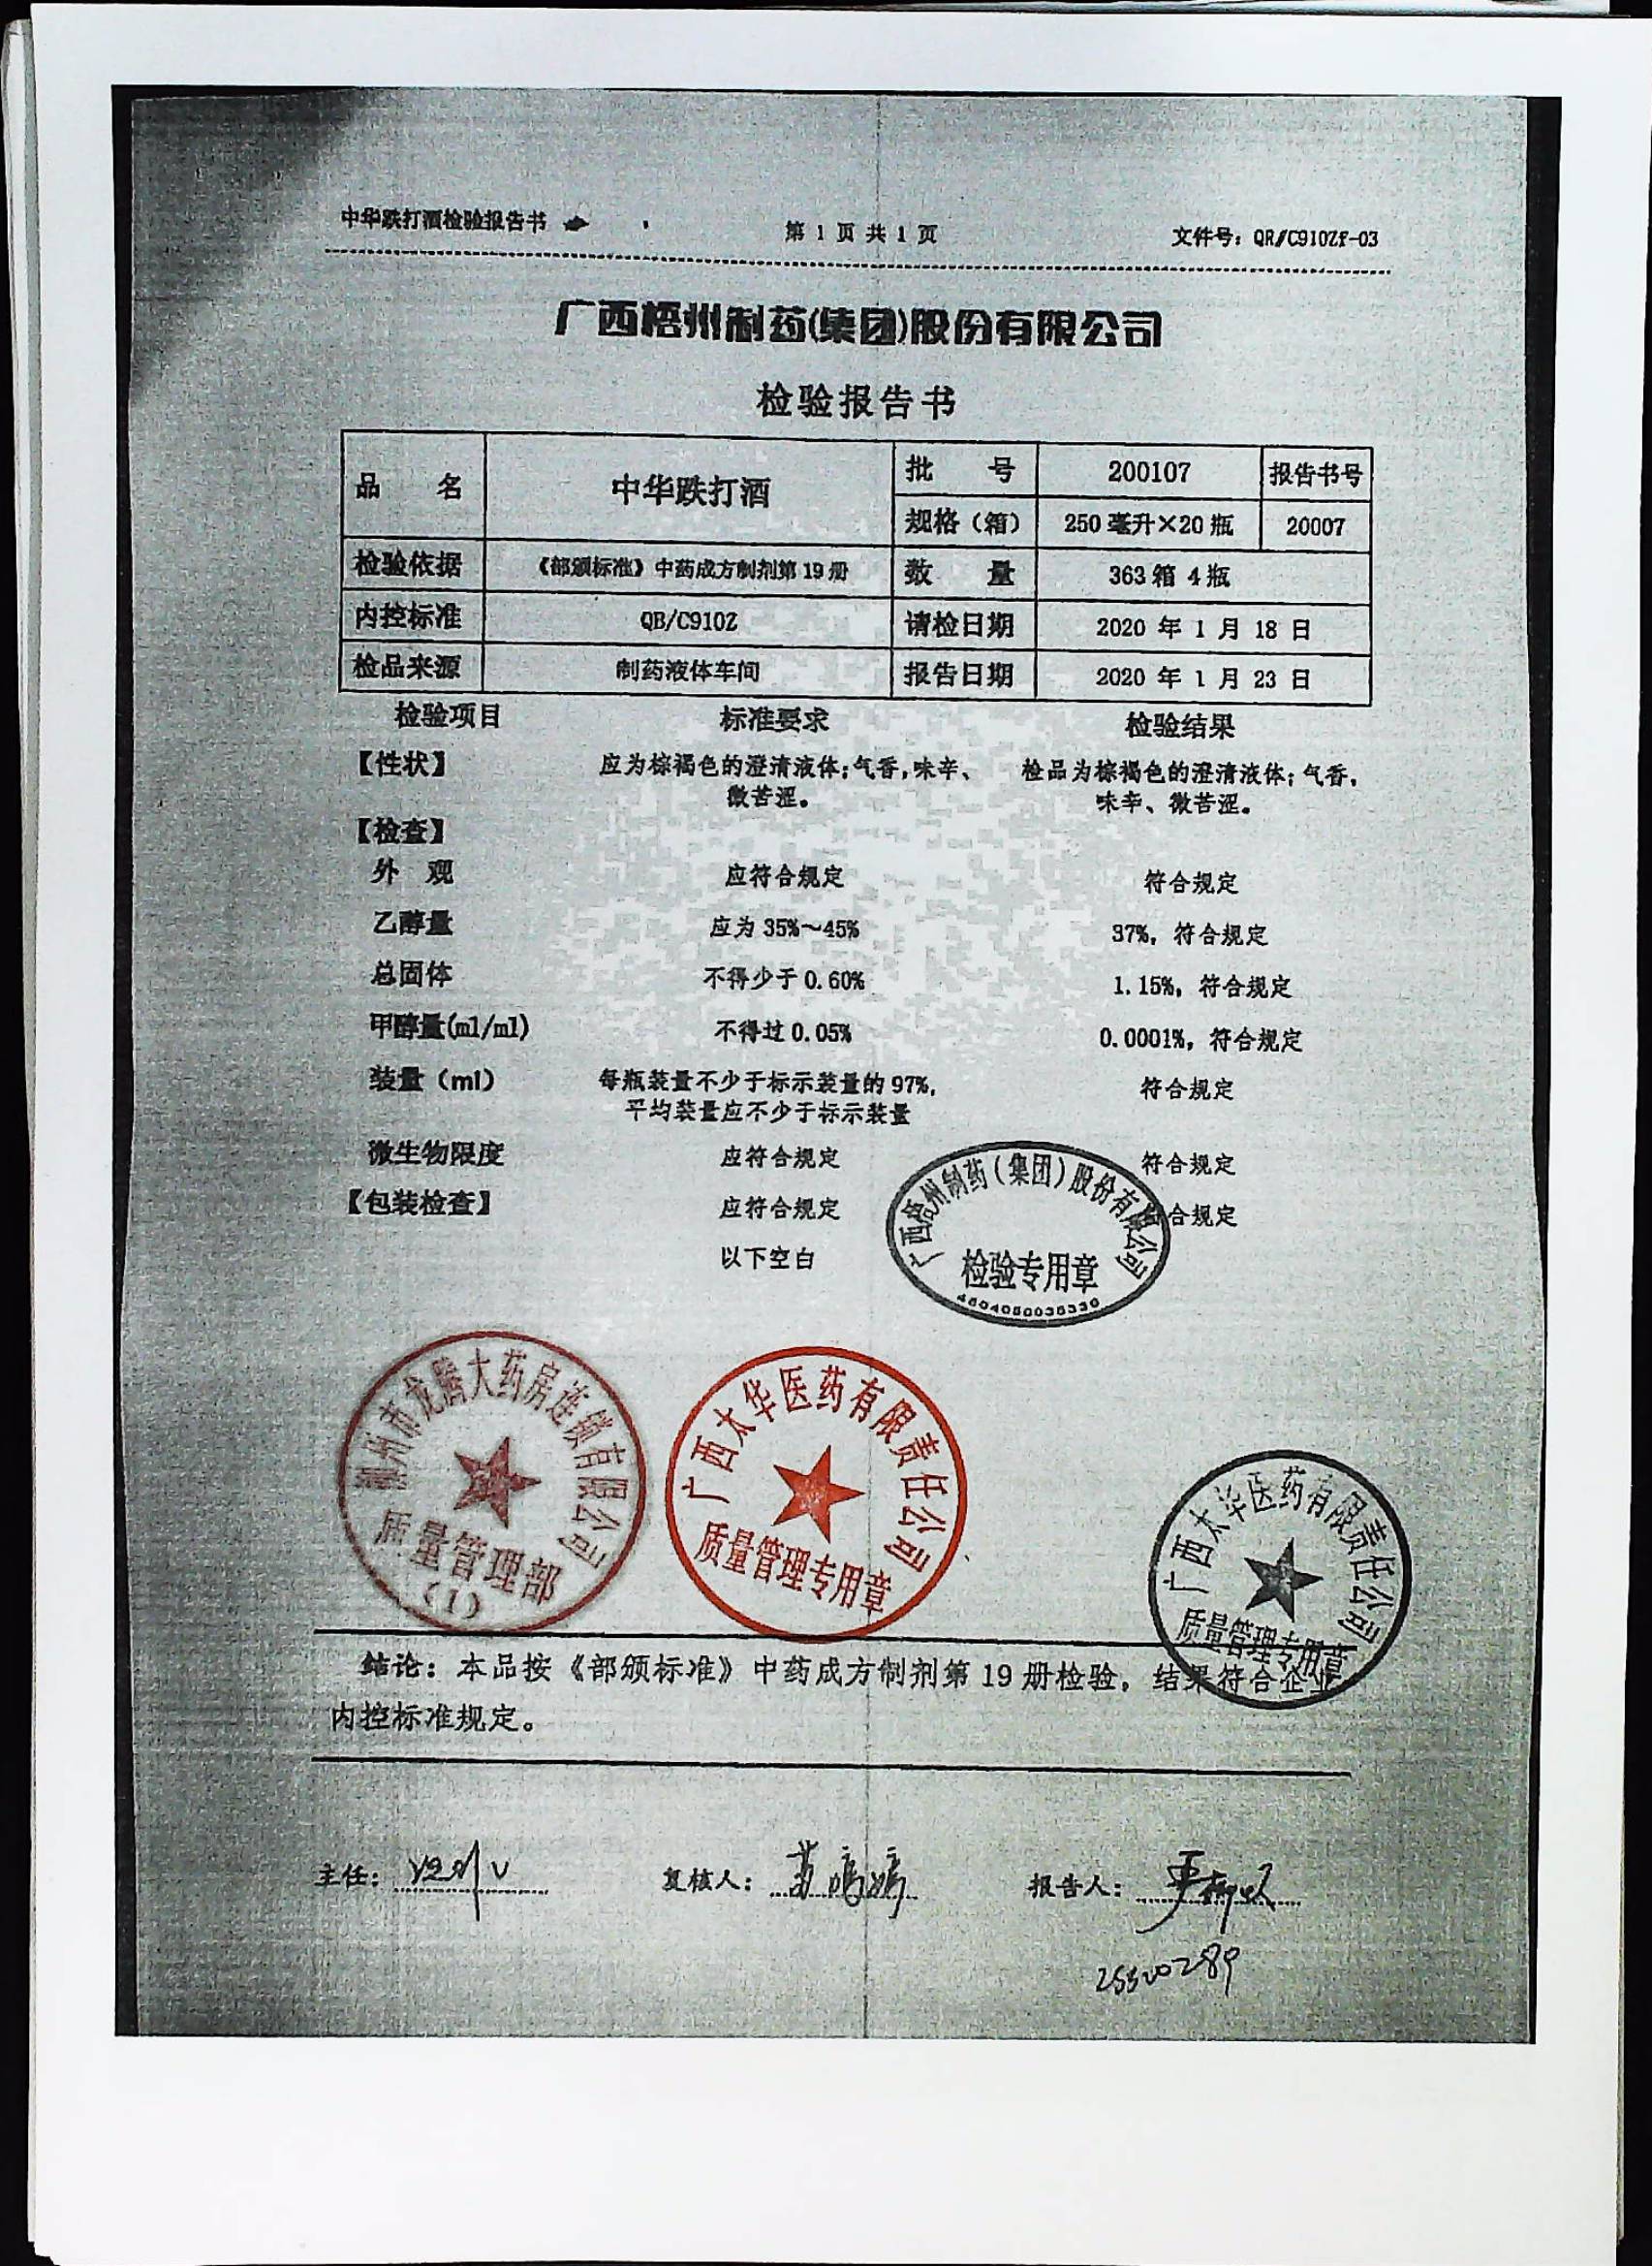 中华跌打酒检验报告书 第 1 页 共 1 页 文件号：QR/C910Zf-03
广西梧州制药(集团)股份有限公司
检验报告书
品 名 中华跌打酒 批 号 200107 报告书号
规格（箱） 250 毫升×20 瓶 20007
检验依据 《部颁标准》中药成方制剂第 19 册 数 量 363 箱 4 瓶
内控标准 QB/C910Z 请检日期 2020 年 1 月 18 日
检品来源 制药液体车间 报告日期 2020 年 1 月 23 日
检验项目 标准要求 检验结果
【性状】 应为棕褐色的澄清液体；气香，味辛、 检品为棕褐色的澄清液体；气香，
微苦涩。 味辛、微苦涩。
【检查】
外 观 应符合规定 符合规定
乙醇量 应为 35%～45% 37%，符合规定
总固体 不得少于 0.60% 1.15%，符合规定
甲醇量(ml/ml) 不得过 0.05% 0.0001%，符合规定
装量（ml） 每瓶装量不少于标示装量的 97%， 符合规定
平均装量应不少于标示装量
微生物限度 应符合规定 符合规定
【包装检查】 应符合规定 合规定
以下空白
广西梧州制药（集团）股份有限公司
检验专用章
市龙腾大药房连锁有限公司
质量管理部
(1)
广西太华医药有限责任公司
质量管理专用章
广西太华医药有限责任公司
质量管理专用章
结论：本品按《部颁标准》中药成方制剂第 19 册检验，结果符合企业
内控标准规定。
主任： 复核人： 报告人：